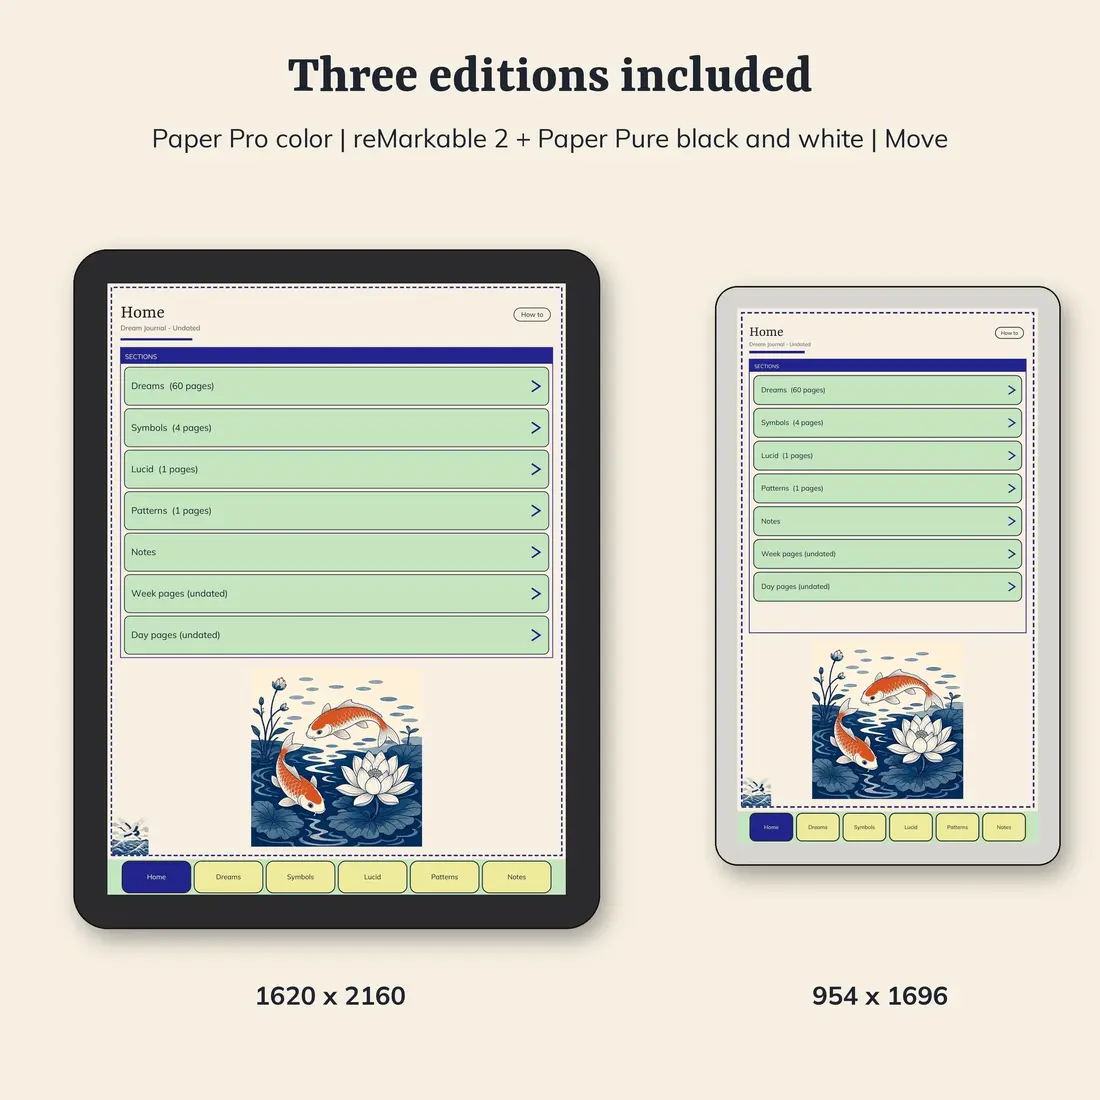 Three editions included
Paper Pro color | reMarkable 2 + Paper Pure black and white | Move
Home
How to
Dream Journal - Undated
SECTIONS
Dreams (60 pages)
Symbols (4 pages)
Lucid (1 pages)
Patterns (1 pages)
Notes
Week pages (undated)
Day pages (undated)
Home
Dreams
Symbols
Lucid
Patterns
Notes
Home
How to
Dream Journal - Undated
SECTIONS
Dreams (60 pages)
Symbols (4 pages)
Lucid (1 pages)
Patterns (1 pages)
Notes
Week pages (undated)
Day pages (undated)
Home
Dreams
Symbols
Lucid
Patterns
Notes
1620 x 2160
954 x 1696